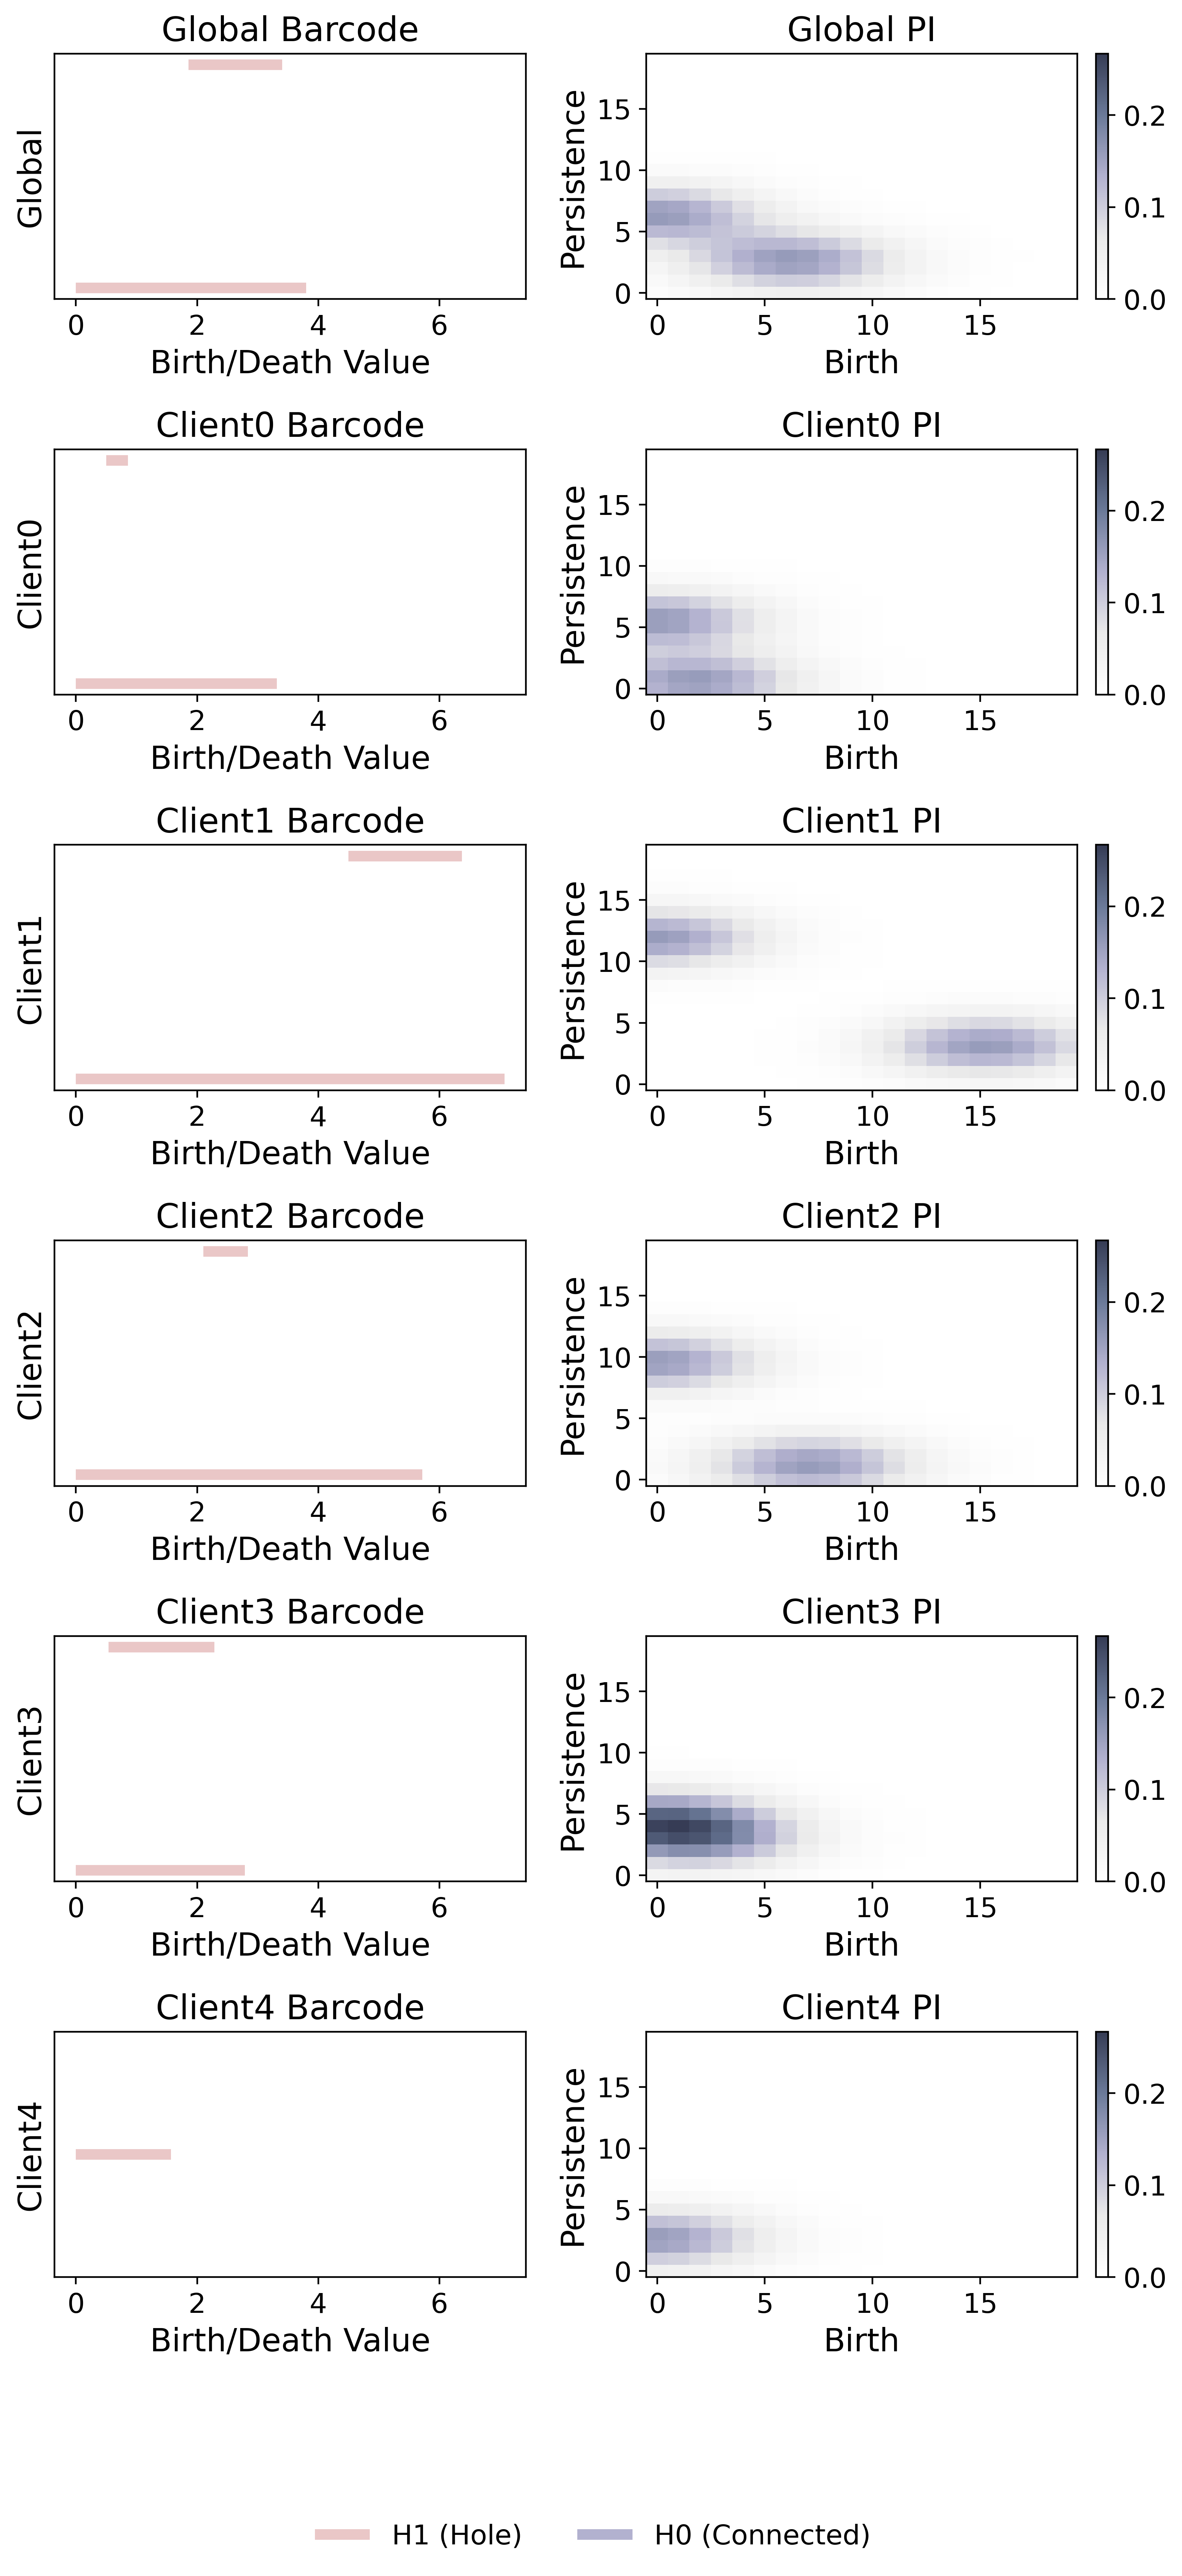 Global Barcode
Global
0 2 4 6
Birth/Death Value
Global PI
Persistence
15
10
5
0
0 5 10 15
Birth
0.2
0.1
0.0
Client0 Barcode
Client0
0 2 4 6
Birth/Death Value
Client0 PI
Persistence
15
10
5
0
0 5 10 15
Birth
0.2
0.1
0.0
Client1 Barcode
Client1
0 2 4 6
Birth/Death Value
Client1 PI
Persistence
15
10
5
0
0 5 10 15
Birth
0.2
0.1
0.0
Client2 Barcode
Client2
0 2 4 6
Birth/Death Value
Client2 PI
Persistence
15
10
5
0
0 5 10 15
Birth
0.2
0.1
0.0
Client3 Barcode
Client3
0 2 4 6
Birth/Death Value
Client3 PI
Persistence
15
10
5
0
0 5 10 15
Birth
0.2
0.1
0.0
Client4 Barcode
Client4
0 2 4 6
Birth/Death Value
Client4 PI
Persistence
15
10
5
0
0 5 10 15
Birth
0.2
0.1
0.0
H1 (Hole) H0 (Connected)